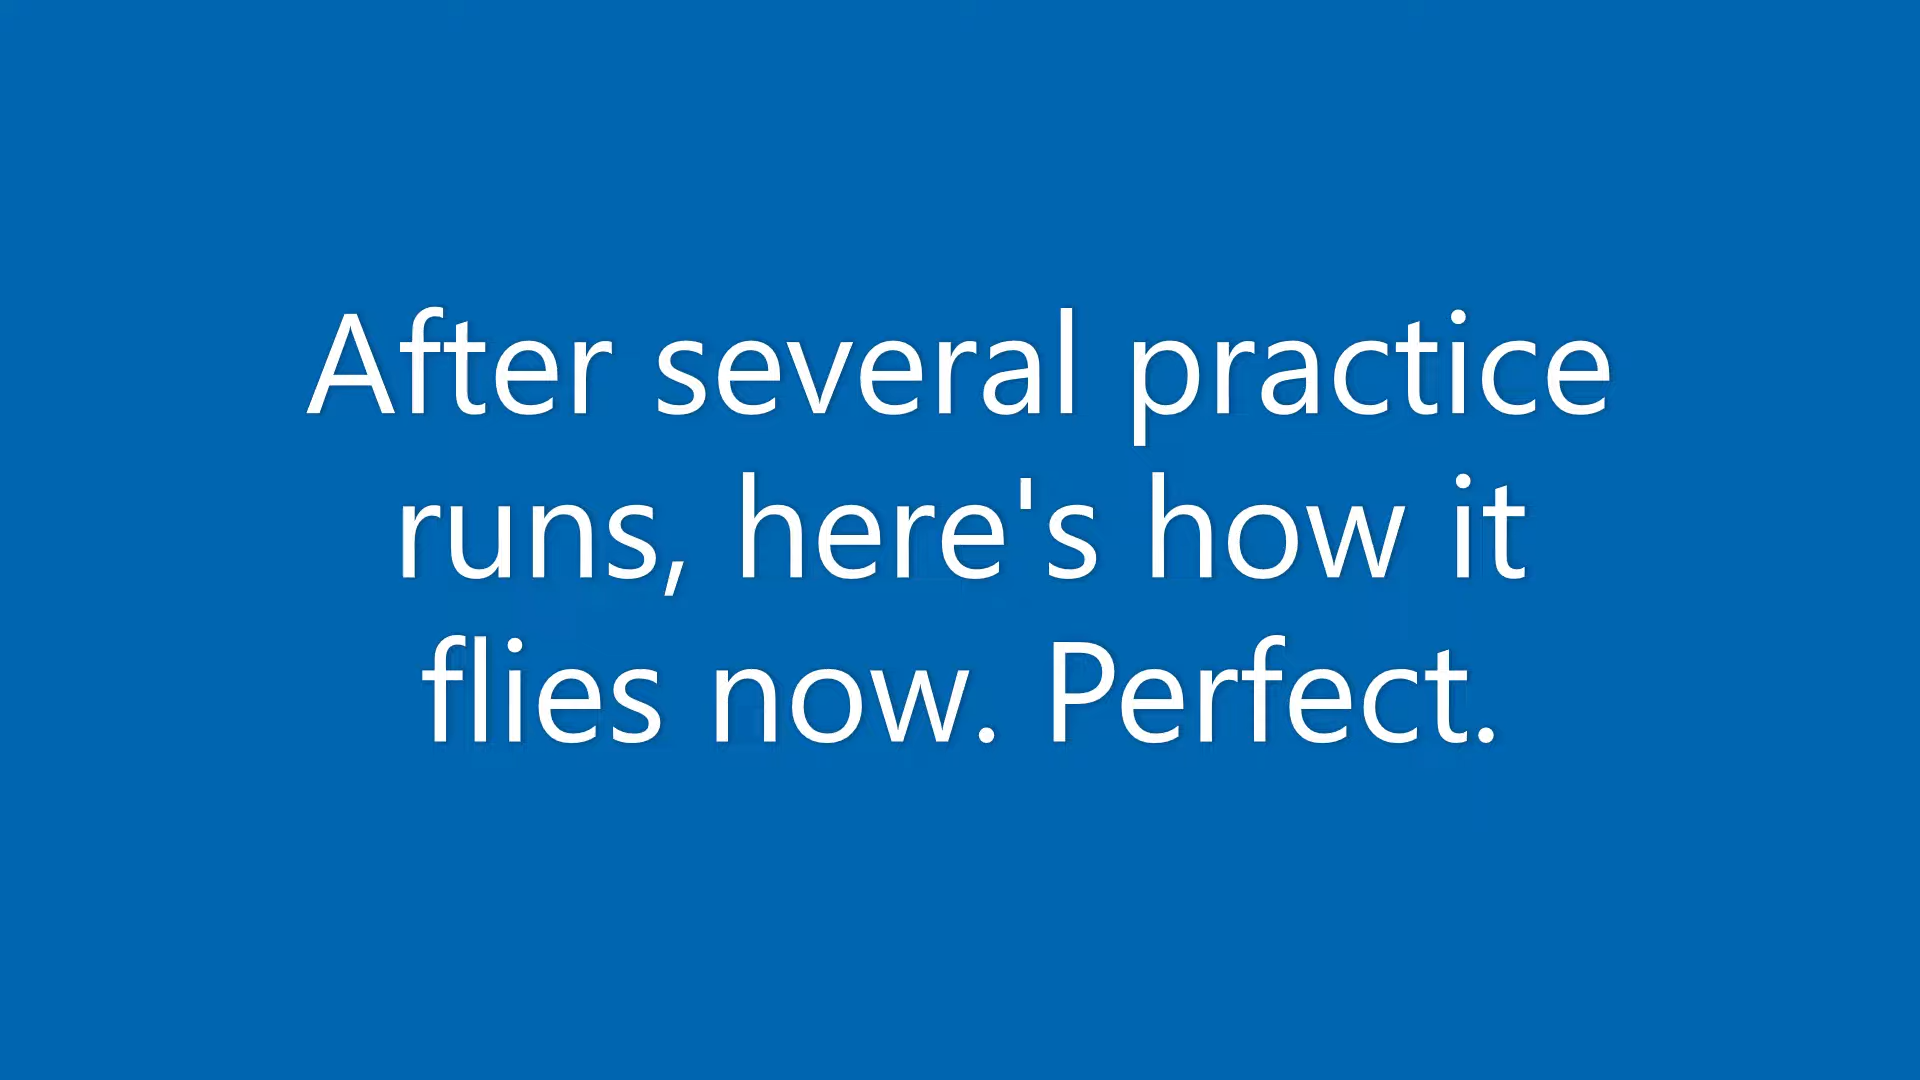 After several practice
runs, here's how it
flies now. Perfect.